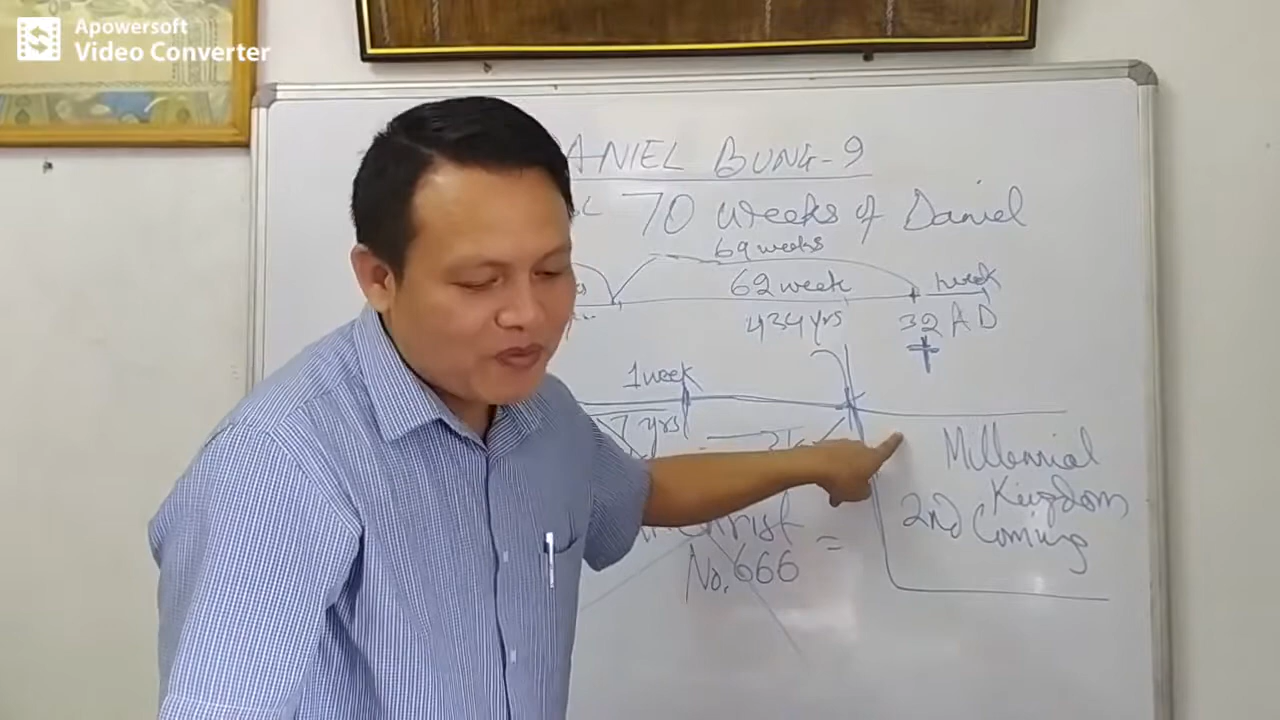 Apowersoft
Video Converter
DANIEL BUNG-9
70 weeks of Daniel
69 weeks
62 week 1 week
434 yrs 32 AD
1 week
7 yrs
Millennial
Kingdom
2nd Coming
Christ
No. 666 =